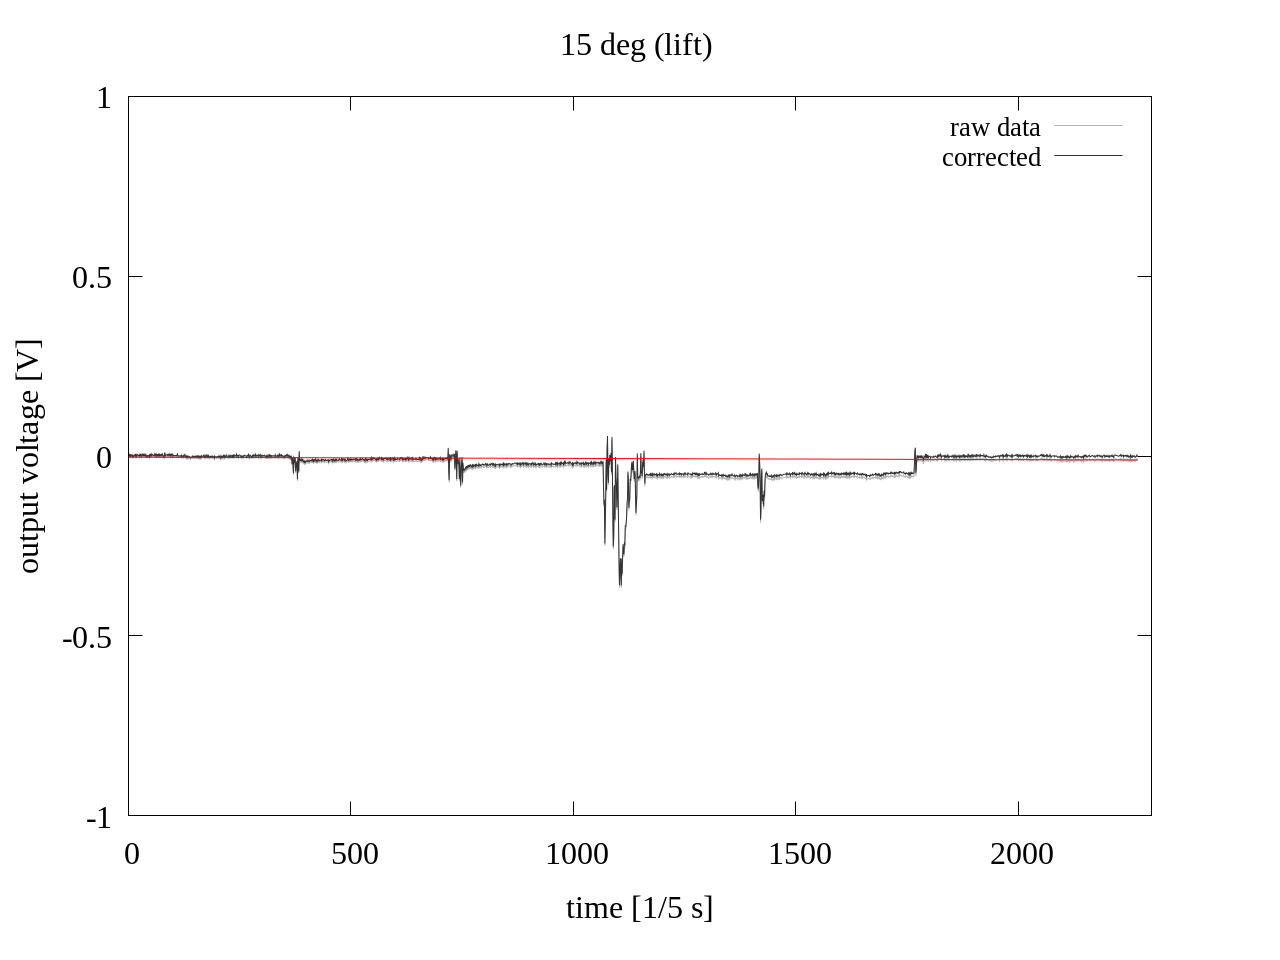 15 deg (lift)
raw data
corrected
output voltage [V]
1
0.5
0
-0.5
-1
0
500
1000
1500
2000
time [1/5 s]